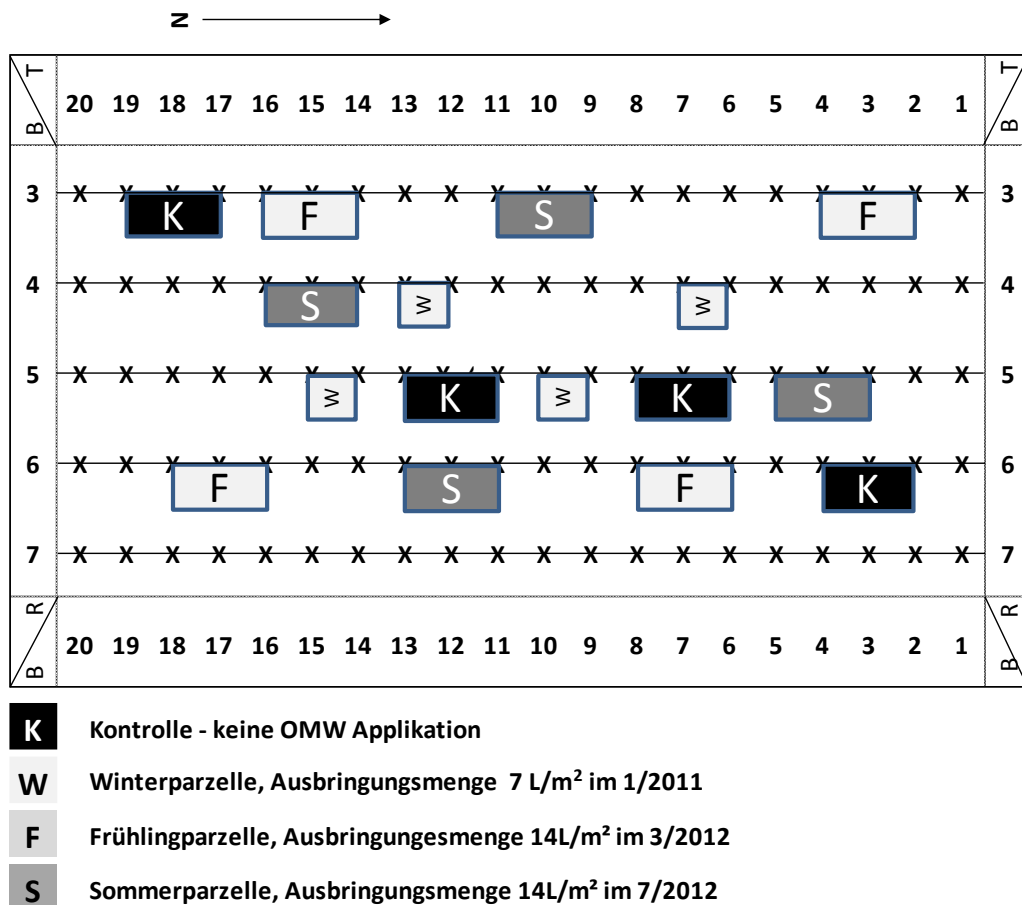 N
T
B
20 19 18 17 16 15 14 13 12 11 10 9 8 7 6 5 4 3 2 1
T
B
3 X X X X X X X X X X X X X X X X X X X X 3
K F S F
4 X X X X X X X X X X X X X X X X X X X X 4
S W W
5 X X X X X X X X X X X X X X X X X X X X 5
W K W K S
6 X X X X X X X X X X X X X X X X X X X X 6
F S F K
7 X X X X X X X X X X X X X X X X X X X X 7
R
B
20 19 18 17 16 15 14 13 12 11 10 9 8 7 6 5 4 3 2 1
R
B
K Kontrolle - keine OMW Applikation
W Winterparzelle, Ausbringungsmenge 7 L/m² im 1/2011
F Frühlingparzelle, Ausbringungesmenge 14L/m² im 3/2012
S Sommerparzelle, Ausbringungsmenge 14L/m² im 7/2012